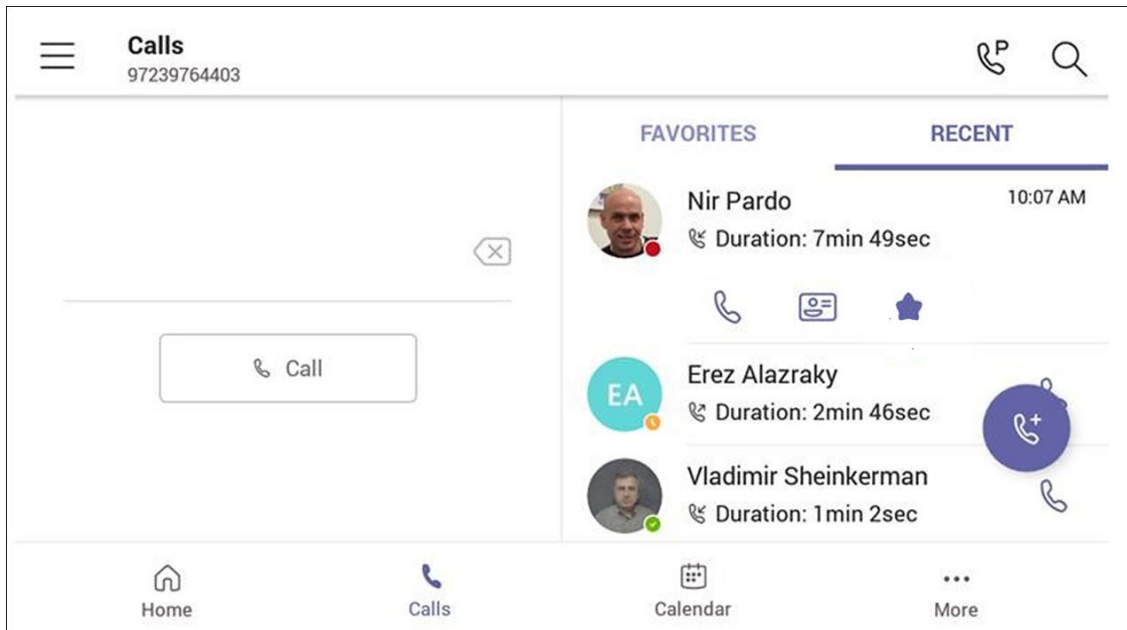 Calls
97239764403
P
FAVORITES
RECENT
Nir Pardo
10:07 AM
Duration: 7min 49sec
Call
EA
Erez Alazraky
Duration: 2min 46sec
Vladimir Sheinkerman
Duration: 1min 2sec
Home
Calls
Calendar
More